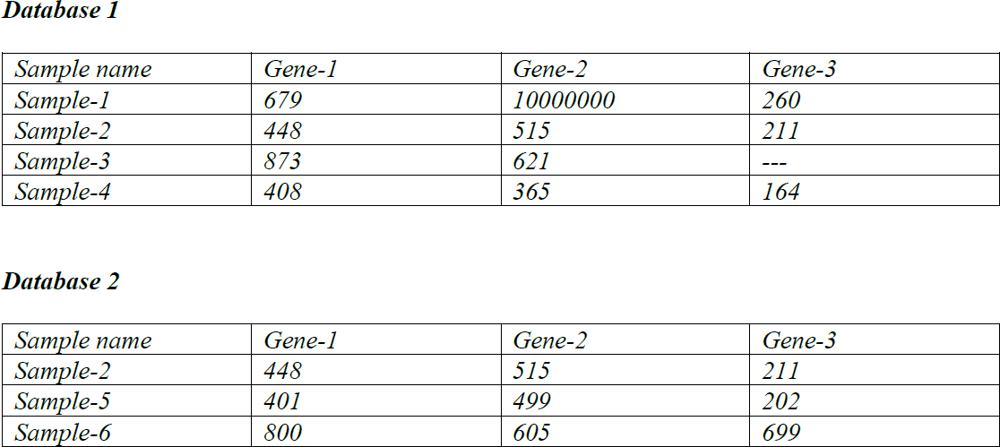 Database 1
Sample name Gene-1 Gene-2 Gene-3
Sample-1 679 10000000 260
Sample-2 448 515 211
Sample-3 873 621 ---
Sample-4 408 365 164
Database 2
Sample name Gene-1 Gene-2 Gene-3
Sample-2 448 515 211
Sample-5 401 499 202
Sample-6 800 605 699